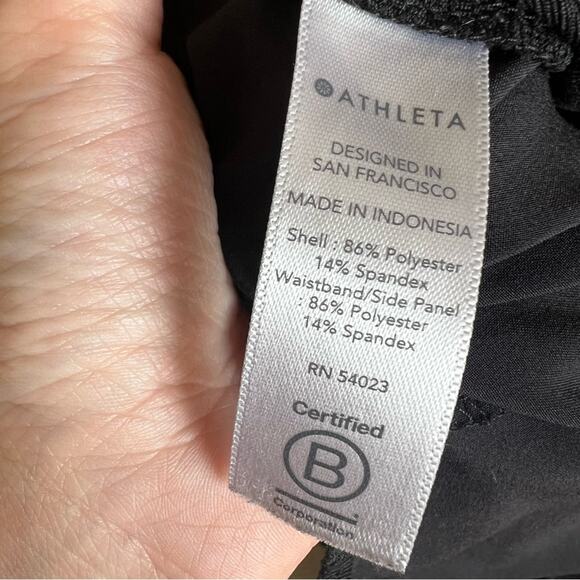 ATHLETA
DESIGNED IN
SAN FRANCISCO
MADE IN INDONESIA
Shell : 86% Polyester
14% Spandex
Waistband/Side Panel
: 86% Polyester
14% Spandex
RN 54023
Certified
B
Corporation